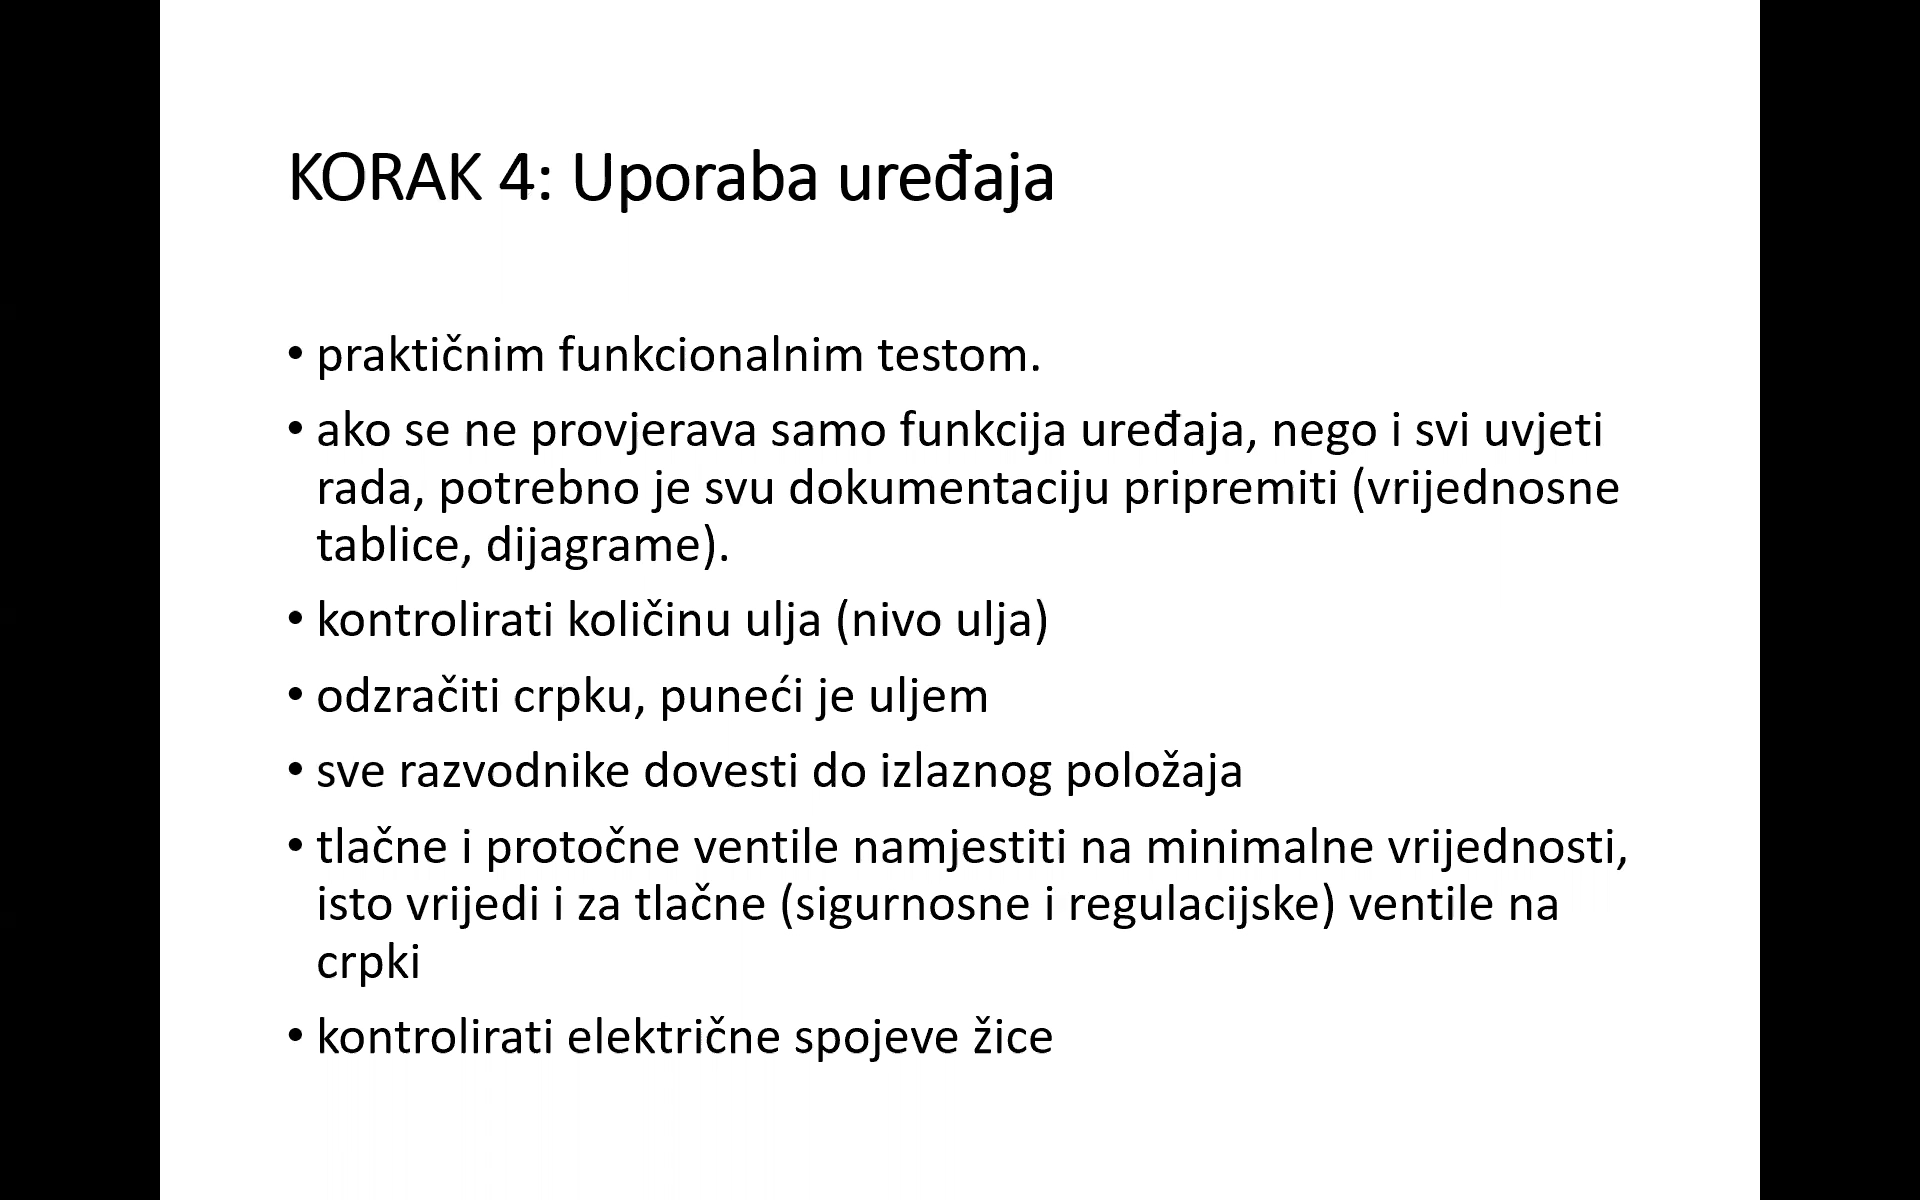 KORAK 4: Uporaba uređaja
• praktičnim funkcionalnim testom.
• ako se ne provjerava samo funkcija uređaja, nego i svi uvjeti
rada, potrebno je svu dokumentaciju pripremiti (vrijednosne
tablice, dijagrame).
• kontrolirati količinu ulja (nivo ulja)
• odzračiti crpku, puneći je uljem
• sve razvodnike dovesti do izlaznog položaja
• tlačne i protočne ventile namjestiti na minimalne vrijednosti,
isto vrijedi i za tlačne (sigurnosne i regulacijske) ventile na
crpki
• kontrolirati električne spojeve žice